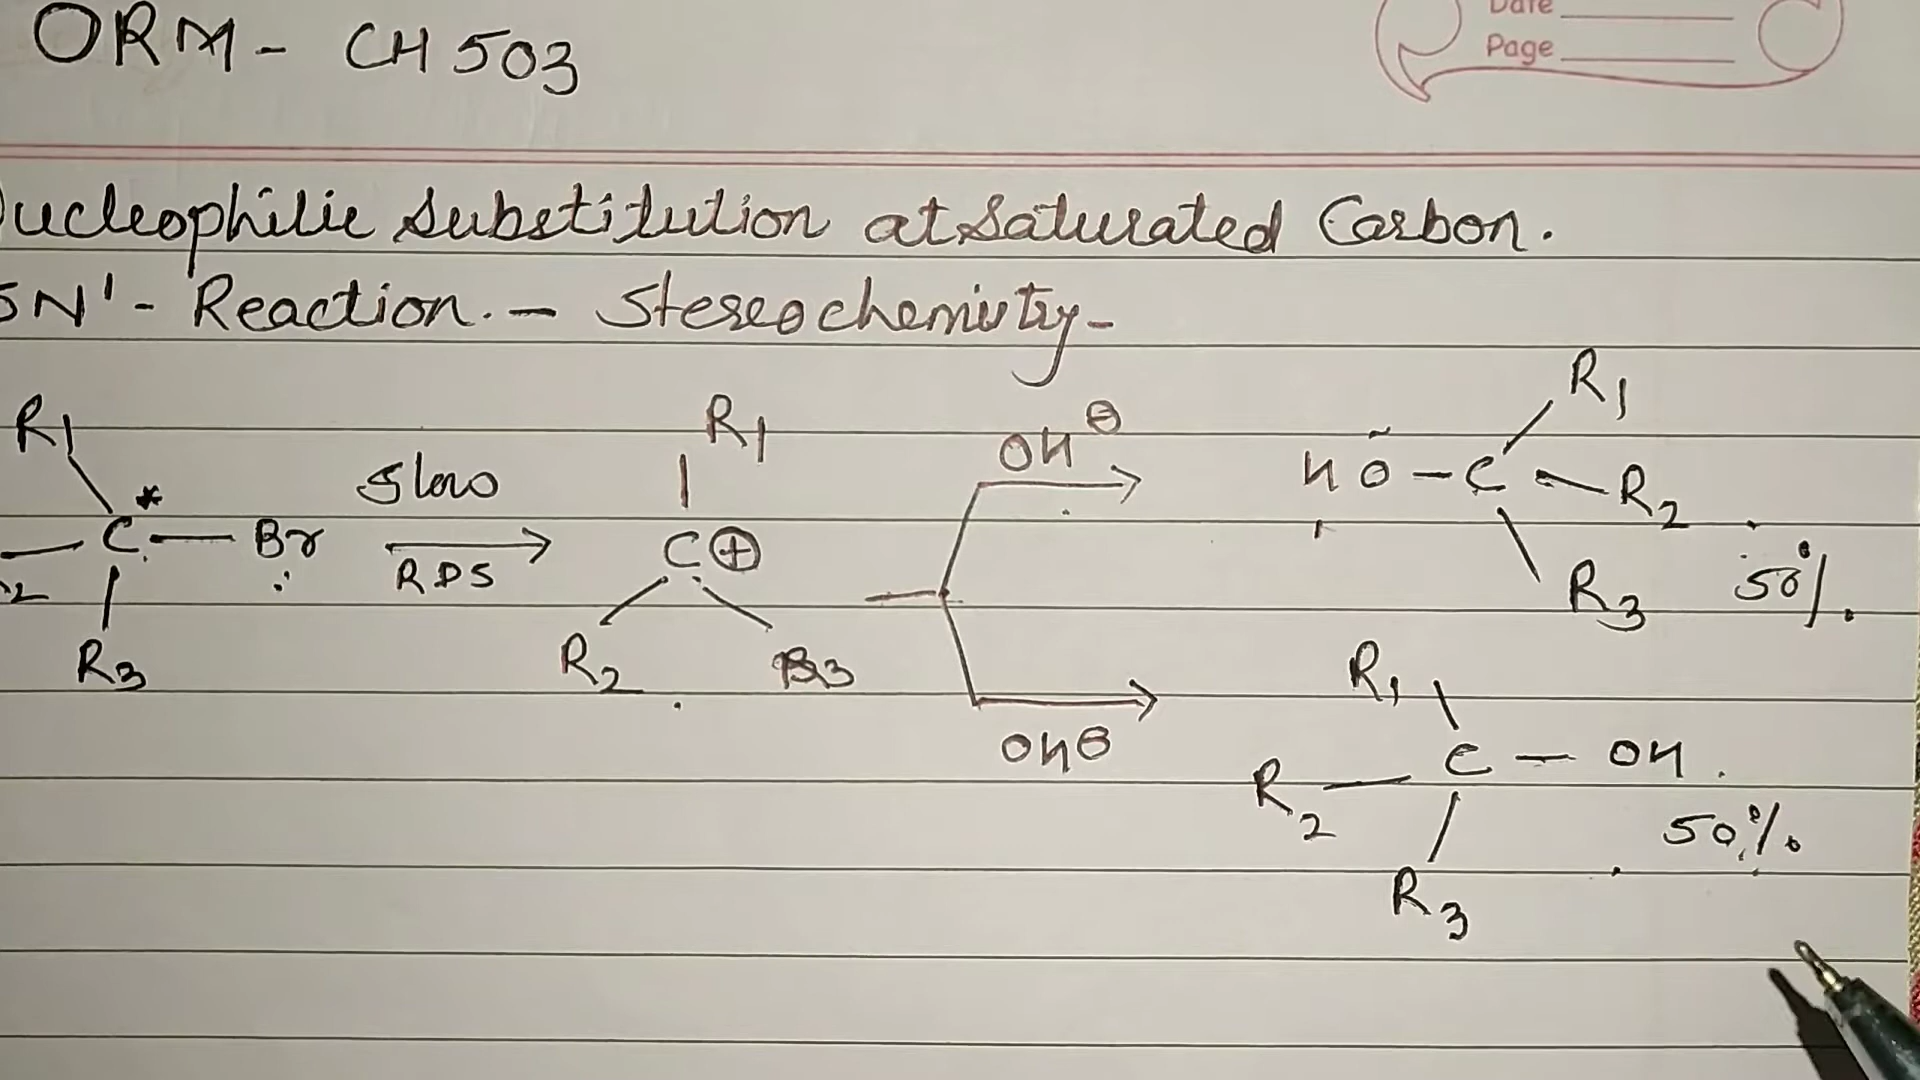 Date
ORM - CH 503
Page
ucleophilic Substitution at Saturated Carbon.
SN¹ - Reaction. - Stereochemistry -
R1
R1 R1 OH⊖
Slow HÖ - C - R2
C* - Br C⊕
RDS 50%.
R3 R3 R2 R3
R1
OH⊖ C - OH.
R2
50%
R3